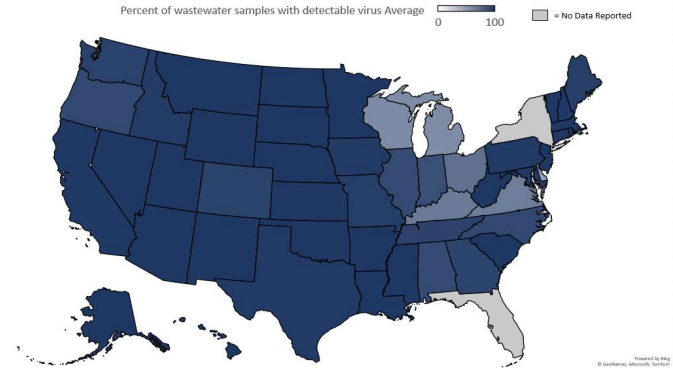 Percent of wastewater samples with detectable virus Average
0 100
= No Data Reported
Powered by Bing
© GeoNames, Microsoft, TomTom